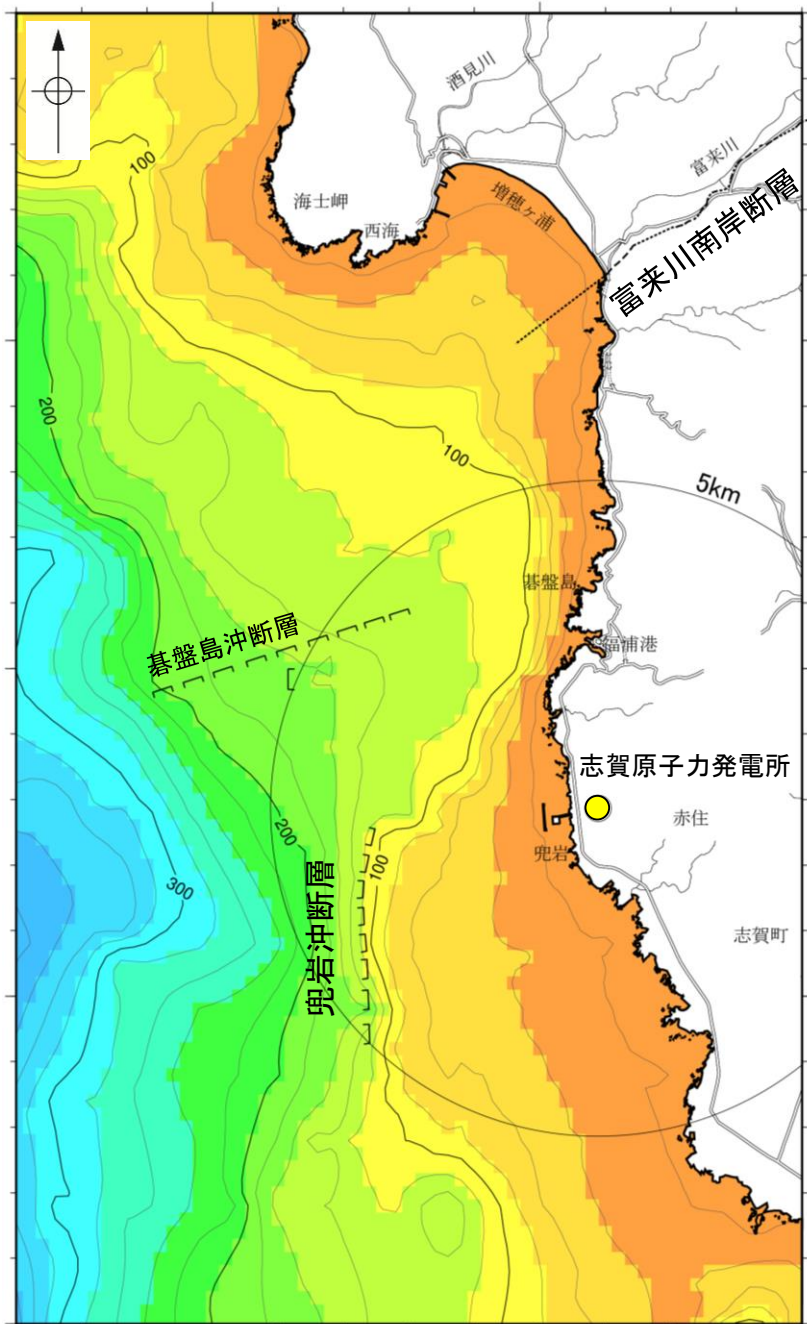 酒見川
100
富来川
海士岬
増穂ヶ浦
西海
富来川南岸断層
200
100
5km
碁盤島
碁盤島沖断層
福浦港
志賀原子力発電所
赤住
200
兜岩
100
300
兜岩沖断層
志賀町